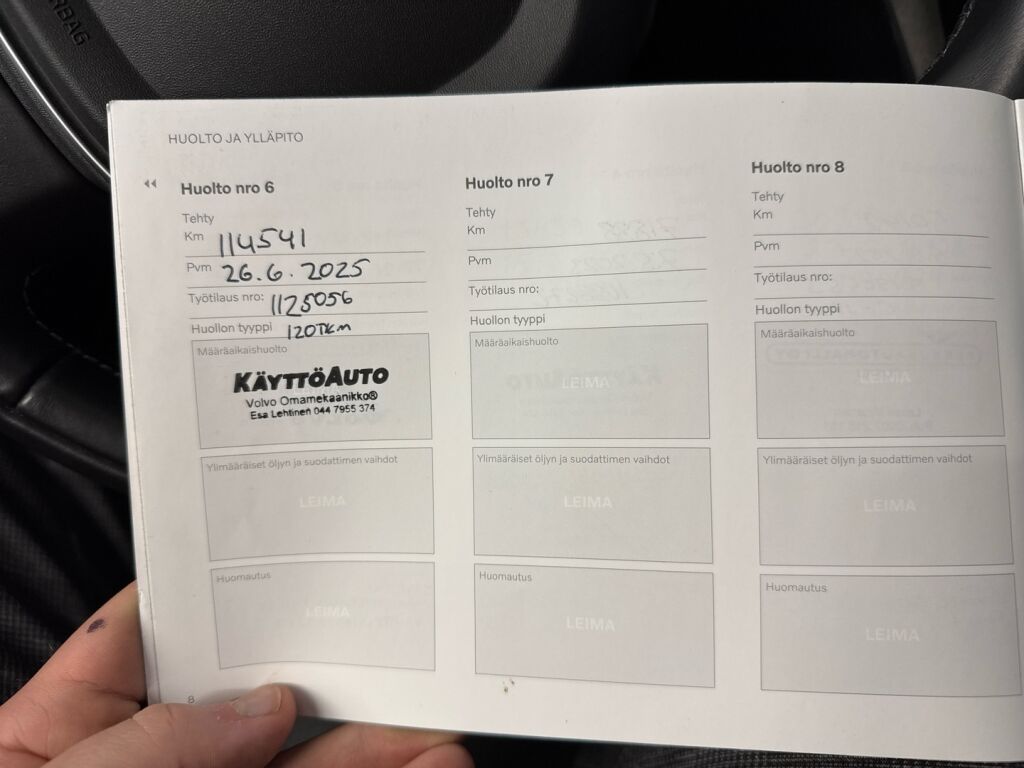 RBAG
HUOLTO JA YLLÄPITO
Huolto nro 6
Tehty
Km 114541
Pvm 26.6.2025
Työtilaus nro: 1125056
Huollon tyyppi 120TKM
Määräaikaishuolto
KÄYTTÖAUTO
Volvo Omamekaanikko®
Esa Lehtinen 044 7955 374
Ylimääräiset öljyn ja suodattimen vaihdot
LEIMA
Huomautus
LEIMA
8
Huolto nro 7
Tehty
Km
Pvm
Työtilaus nro:
Huollon tyyppi
Määräaikaishuolto
LEIMA
Ylimääräiset öljyn ja suodattimen vaihdot
LEIMA
Huomautus
LEIMA
Huolto nro 8
Tehty
Km
Pvm
Työtilaus nro:
Huollon tyyppi
Määräaikaishuolto
LEIMA
Ylimääräiset öljyn ja suodattimen vaihdot
LEIMA
Huomautus
LEIMA